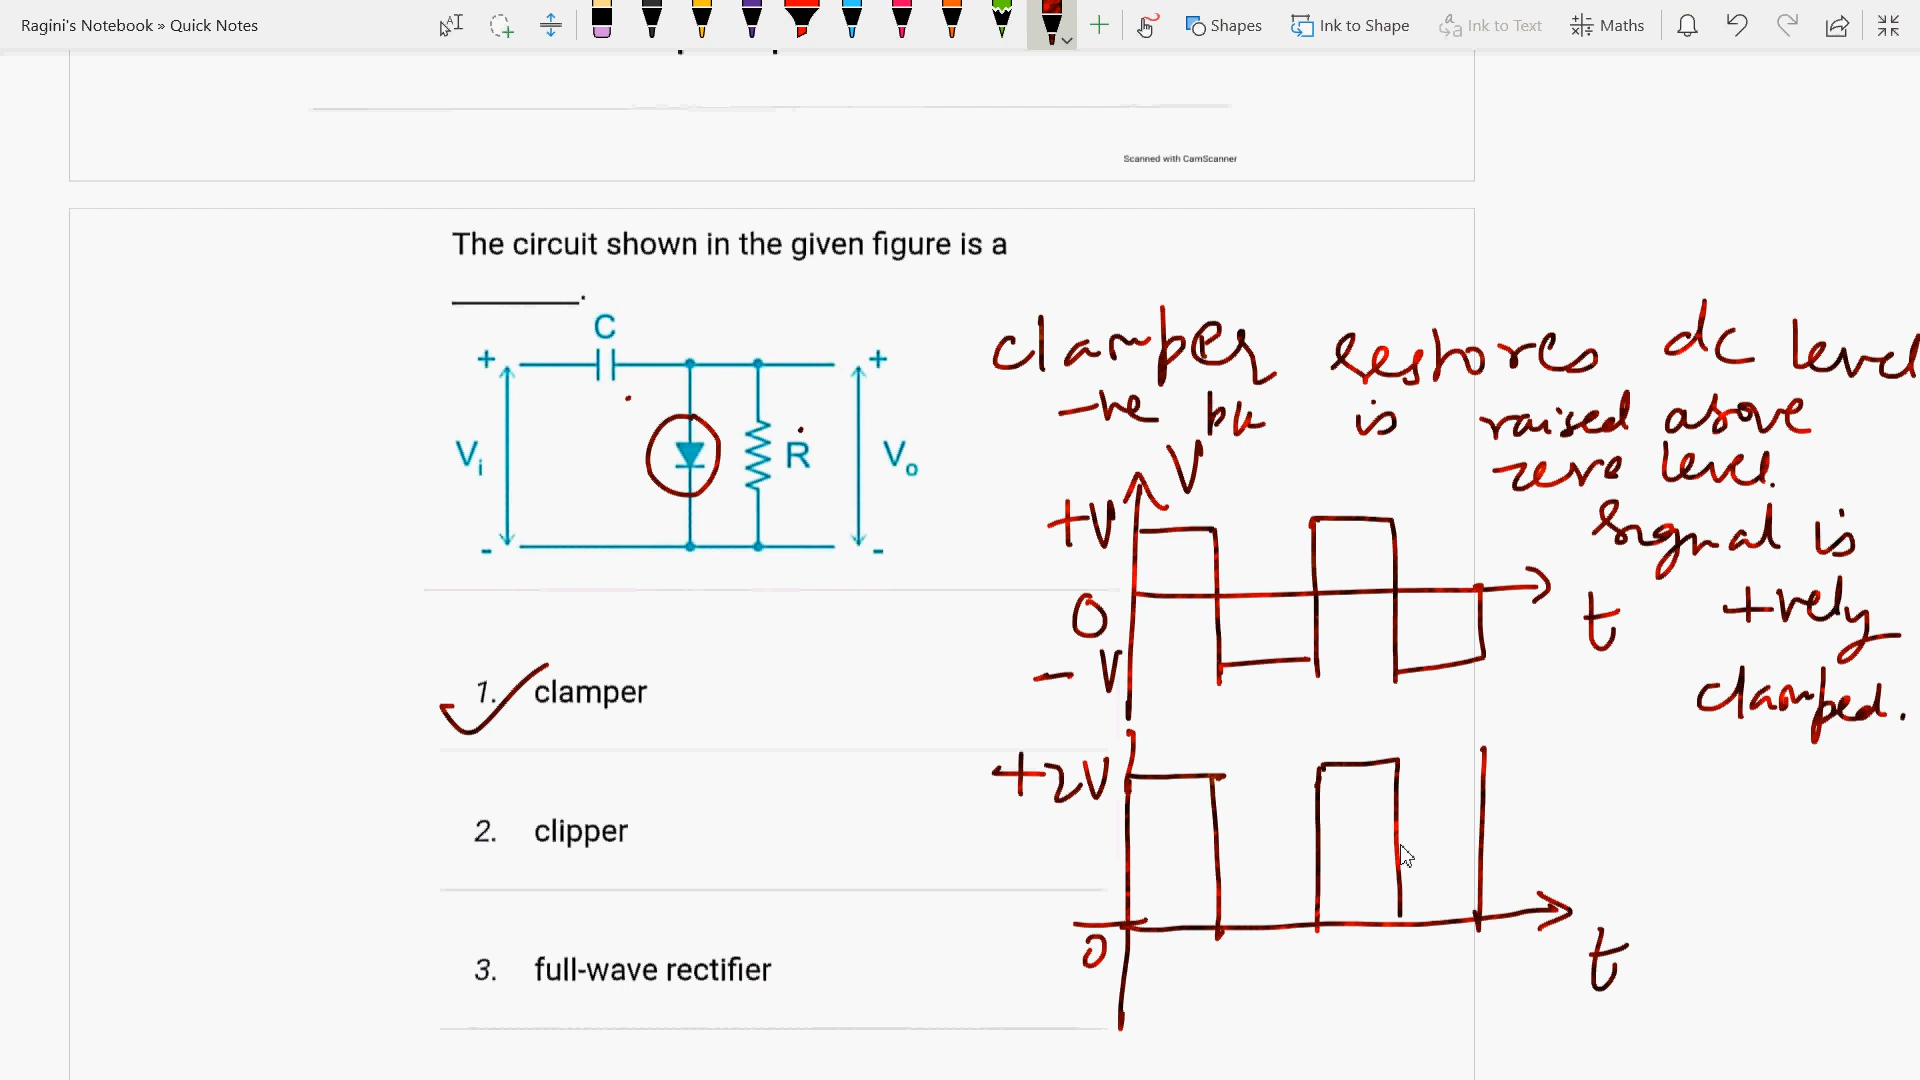 Ragini's Notebook » Quick Notes
Shapes
Ink to Shape
Ink to Text
Maths
Scanned with CamScanner
The circuit shown in the given figure is a
________.
C
+ +
Vi R Vo
- -
1. clamper
2. clipper
3. full-wave rectifier
clamper restores dc level
-ve pk is raised above
zero level.
signal is
+vely
clamped.
V
+V
0
-V
t
+2V
0
t